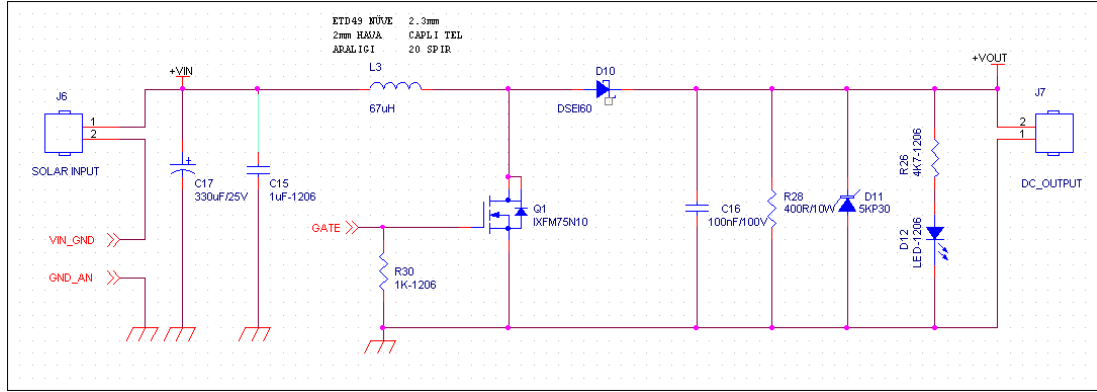 ETD49 NÜVE 2.3mm
2mm HAVA CAPLI TEL
ARALIGI 20 SPIR
L3
67uH
+VIN
J6
1
2
SOLAR INPUT
C17
330uF/25V
C15
1uF-1206
VIN_GND
GND_AN
D10
DSEI60
GATE
Q1
IXFM75N10
R30
1K-1206
C16
100nF/100V
R28
400R/10W
D11
5KP30
R26
4K7-1206
D12
LED-1206
+VOUT
J7
2
1
DC_OUTPUT